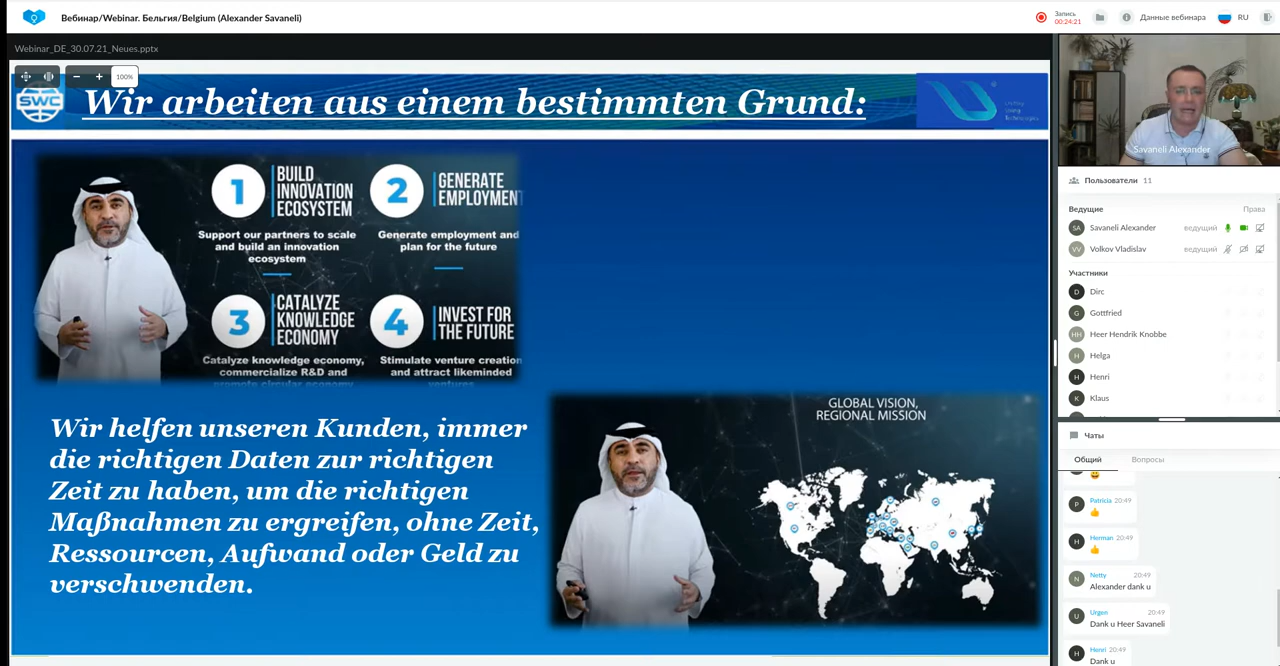 Вебинар/Webinar. Бельгия/Belgium (Alexander Savaneli)
Запись
00:24:21
Данные вебинара
RU
Webinar_DE_30.07.21_Neues.pptx
100%
SWC
Wir arbeiten aus einem bestimmten Grund:
1
BUILD
INNOVATION
ECOSYSTEM
Support our partners to scale
and build an innovation
ecosystem
2
GENERATE
EMPLOYMENT
Generate employment and
plan for the future
3
CATALYZE
KNOWLEDGE
ECONOMY
Catalyze knowledge economy,
commercialize R&D and
promote circular economy
4
INVEST FOR
THE FUTURE
Stimulate venture creation
and attract likeminded
ventures
Wir helfen unseren Kunden, immer
die richtigen Daten zur richtigen
Zeit zu haben, um die richtigen
Maßnahmen zu ergreifen, ohne Zeit,
Ressourcen, Aufwand oder Geld zu
verschwenden.
GLOBAL VISION,
REGIONAL MISSION
Savaneli Alexander
Пользователи 11
Ведущие Права
SA Savaneli Alexander ведущий
VV Volkov Vladislav ведущий
Участники
D Dirc
G Gottfried
HH Heer Hendrik Knobbe
H Helga
H Henri
K Klaus
Чаты
Общий Вопросы
P Patricia 20:49
H Herman 20:49
N Netty 20:49
Alexander dank u
U Urgen 20:49
Dank u Heer Savaneli
H Henri 20:49
Dank u